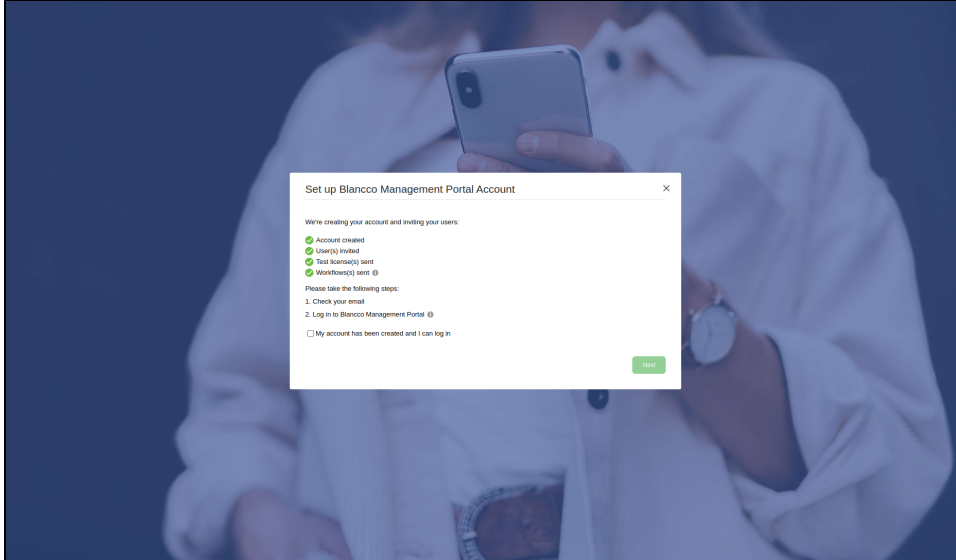 Set up Blancco Management Portal Account
We're creating your account and inviting your users:
Account created
User(s) invited
Test license(s) sent
Workflows(s) sent
Please take the following steps:
1. Check your email
2. Log in to Blancco Management Portal
My account has been created and I can log in
Next